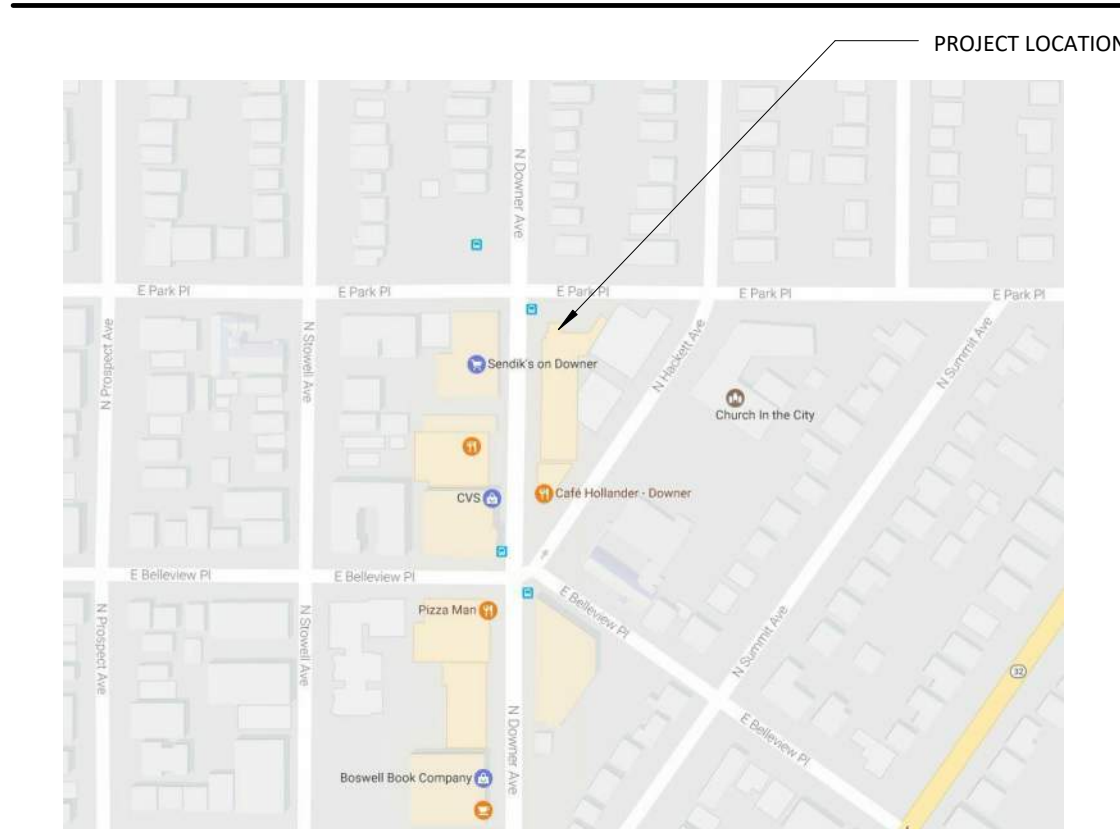 PROJECT LOCATION
N Downer Ave
E Park Pl
E Park Pl
E Park Pl
E Park Pl
E Park Pl
N Prospect Ave
N Stowell Ave
N Hackett Ave
N Summit Ave
Sendik's on Downer
Church In the City
CVS
Café Hollander - Downer
E Belleview Pl
E Belleview Pl
E Belleview Pl
Pizza Man
N Prospect Ave
N Stowell Ave
N Summit Ave
32
N Downer Ave
E Belleview Pl
Boswell Book Company